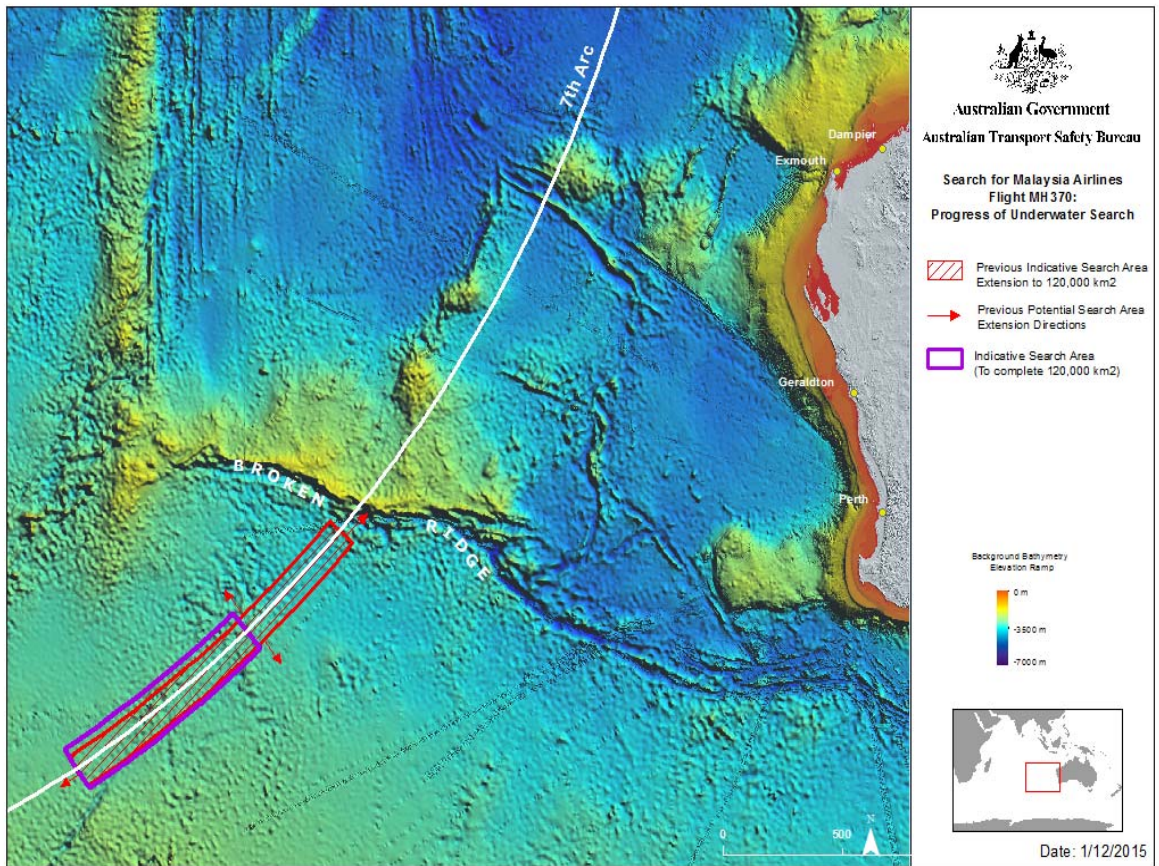 7th Arc
BROKEN
RIDGE
Dampier
Exmouth
Geraldton
Perth
0 500
N
Australian Government
Australian Transport Safety Bureau
Search for Malaysia Airlines
Flight MH370:
Progress of Underwater Search
Previous Indicative Search Area
Extension to 120,000 km2
Previous Potential Search Area
Extension Directions
Indicative Search Area
(To complete 120,000 km2)
Background Bathymetry
Elevation Ramp
0 m
-3500 m
-7000 m
Date: 1/12/2015